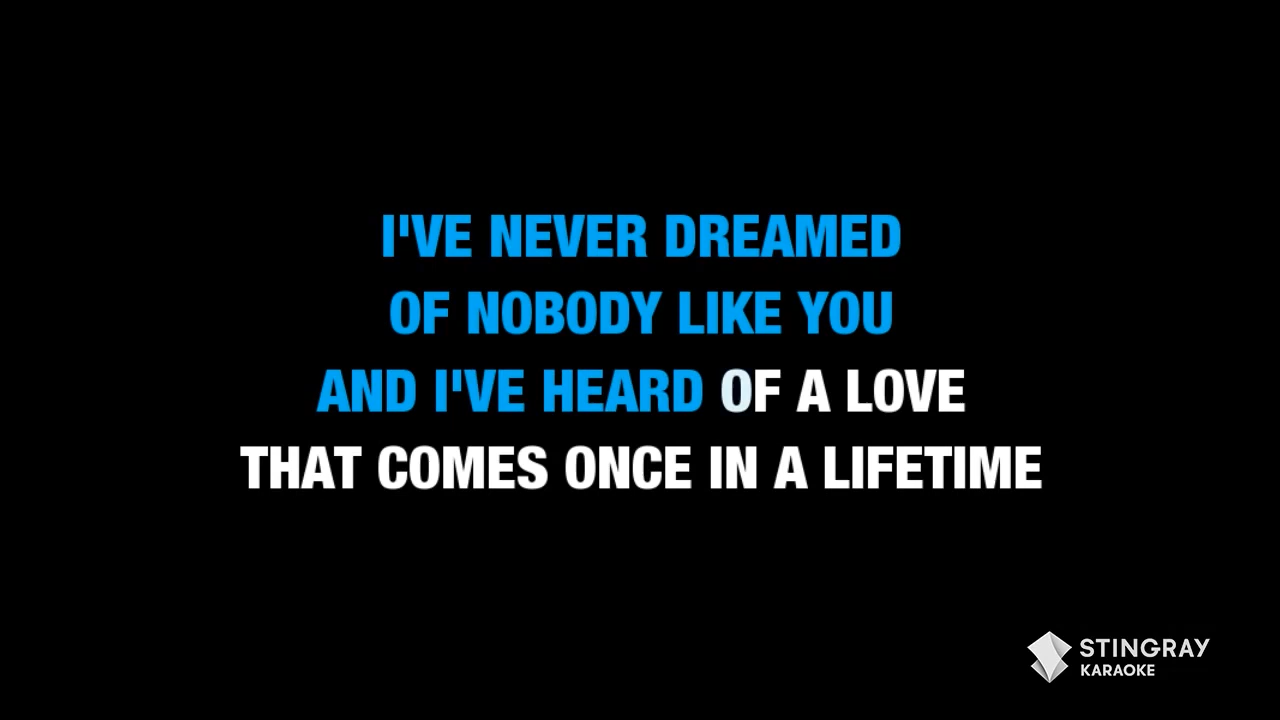 I'VE NEVER DREAMED
OF NOBODY LIKE YOU
AND I'VE HEARD OF A LOVE
THAT COMES ONCE IN A LIFETIME
STINGRAY
KARAOKE